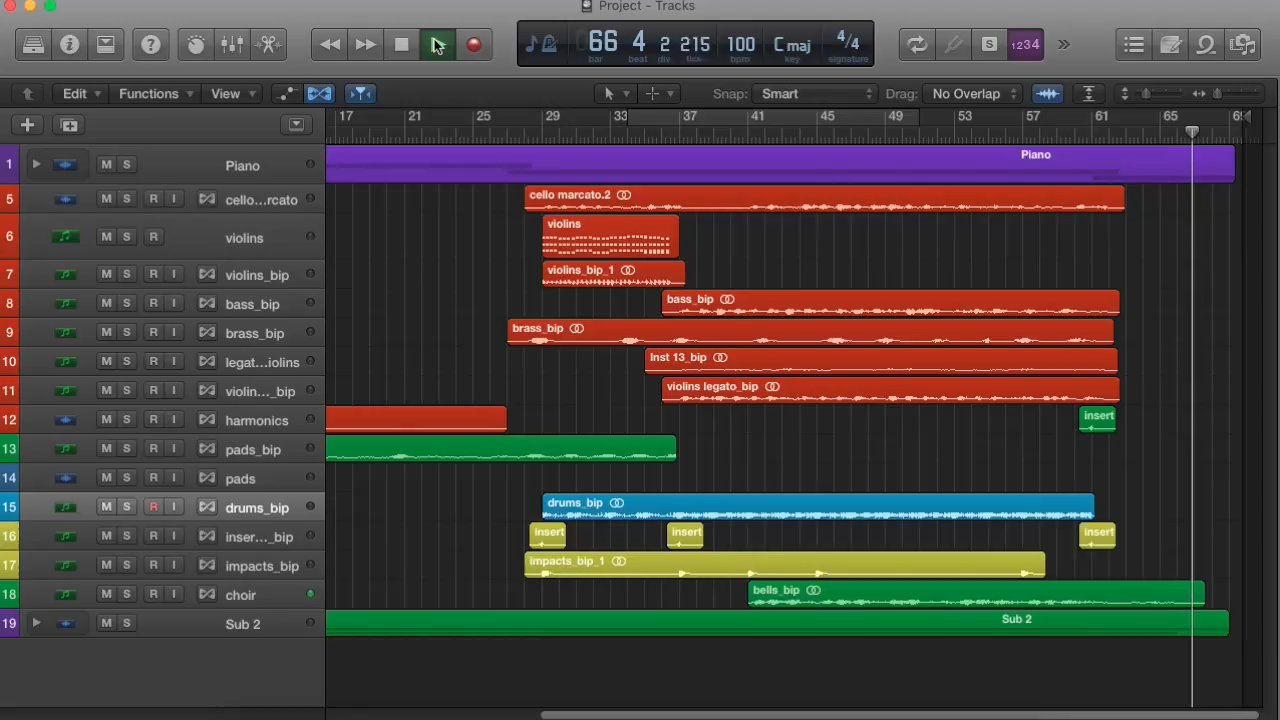 Project - Tracks
66 4 2 215 100 C maj 4/4
bar beat div tick bpm key signature
S 1234
Edit Functions View Snap: Smart Drag: No Overlap
17 21 25 29 33 37 41 45 49 53 57 61 65
1 M S Piano Piano
5 M S R I cello...rcato cello marcato.2
6 M S R violins violins
7 M S R I violins_bip violins_bip_1
8 M S R I bass_bip bass_bip
9 M S R I brass_bip brass_bip
10 M S R I legat...iolins Inst 13_bip
11 M S R I violin..._bip violins legato_bip
12 M S R I harmonics insert
13 M S R I pads_bip
14 M S R I pads
15 M S R I drums_bip drums_bip
16 M S R I inser..._bip insert insert insert
17 M S R I impacts_bip impacts_bip_1
18 M S R I choir bells_bip
19 M S Sub 2 Sub 2